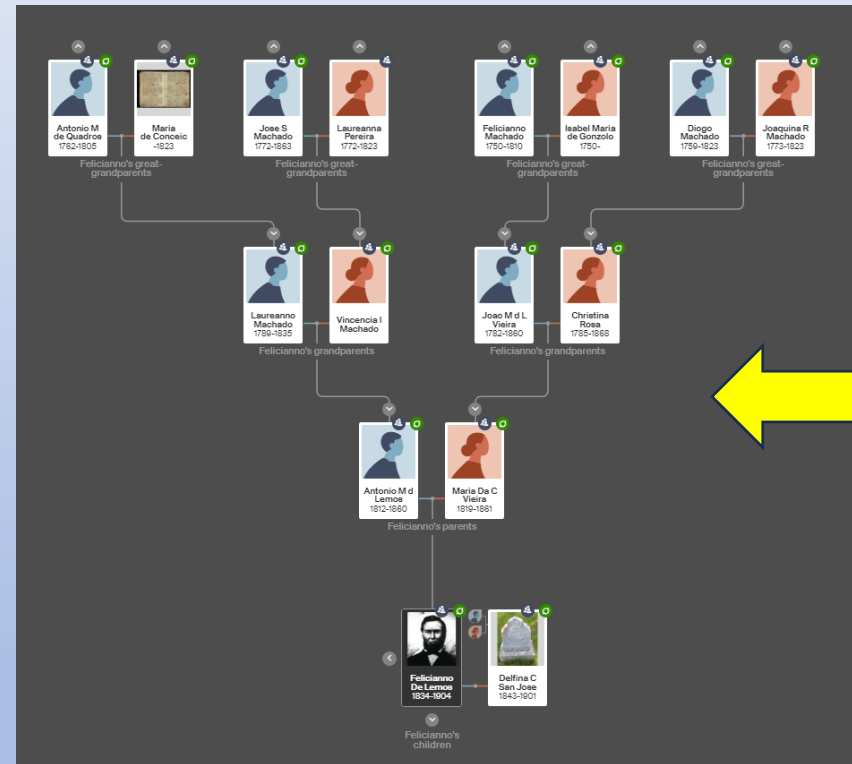 Antonio M
de Quadros
1762-1805
Maria
de Conceic
-1823
Jose S
Machado
1772-1863
Laureanna
Pereira
1772-1823
Felicianno
Machado
1750-1810
Isabel Maria
de Gonzolo
1750-
Diogo
Machado
1759-1823
Joaquina R
Machado
1773-1823
Felicianno's great-
grandparents
Felicianno's great-
grandparents
Felicianno's great-
grandparents
Felicianno's great-
grandparents
Laureanno
Machado
1789-1835
Vincencia I
Machado
Joao M d L
Vieira
1782-1860
Christina
Rosa
1785-1868
Felicianno's grandparents
Felicianno's grandparents
Antonio M d
Lemos
1812-1860
Maria Da C
Vieira
1819-1861
Felicianno's parents
Felicianno
De Lemos
1834-1904
Delfina C
San Jose
1843-1901
Felicianno's
children